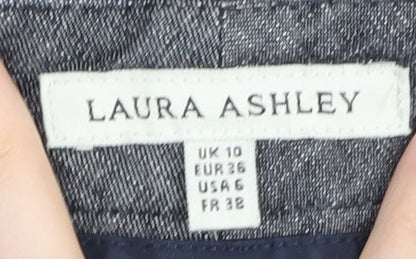 LAURA ASHLEY
UK 10
EUR 36
USA 6
FR 38